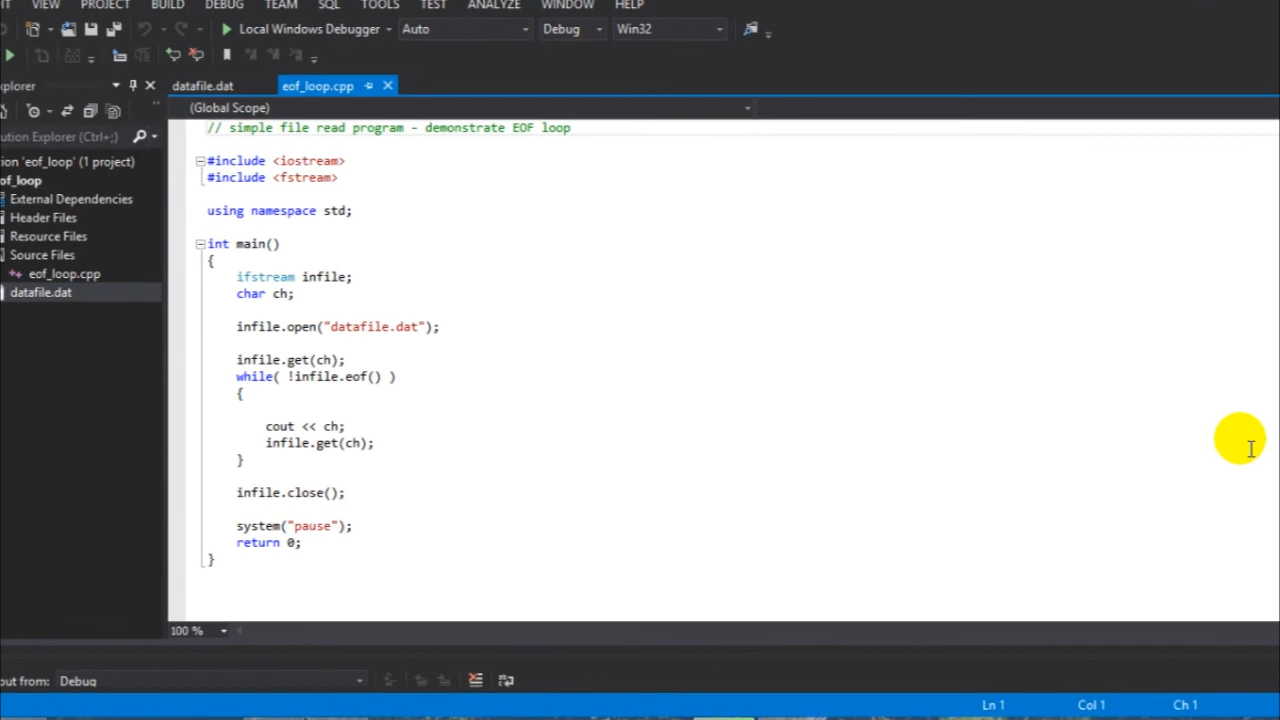 IT VIEW PROJECT BUILD DEBUG TEAM SQL TOOLS TEST ANALYZE WINDOW HELP
Local Windows Debugger Auto Debug Win32
plorer datafile.dat eof_loop.cpp
(Global Scope)
ution Explorer (Ctrl+;)
tion 'eof_loop' (1 project)
of_loop
External Dependencies
Header Files
Resource Files
Source Files
eof_loop.cpp
datafile.dat
// simple file read program - demonstrate EOF loop
#include <iostream>
#include <fstream>
using namespace std;
int main()
{
ifstream infile;
char ch;
infile.open("datafile.dat");
infile.get(ch);
while( !infile.eof() )
{
cout << ch;
infile.get(ch);
}
infile.close();
system("pause");
return 0;
}
100 %
put from: Debug
Ln 1 Col 1 Ch 1